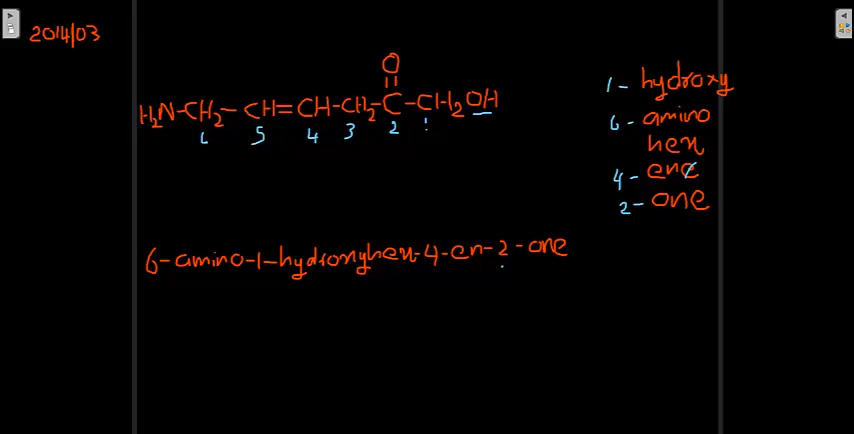 2014/03
O
H₂N-CH₂-CH=CH-CH₂-C-CH₂OH
6 5 4 3 2 1
1- hydroxy
6- amino
hex
4- ene
2- one
6-amino-1-hydroxyhex-4-en-2-one